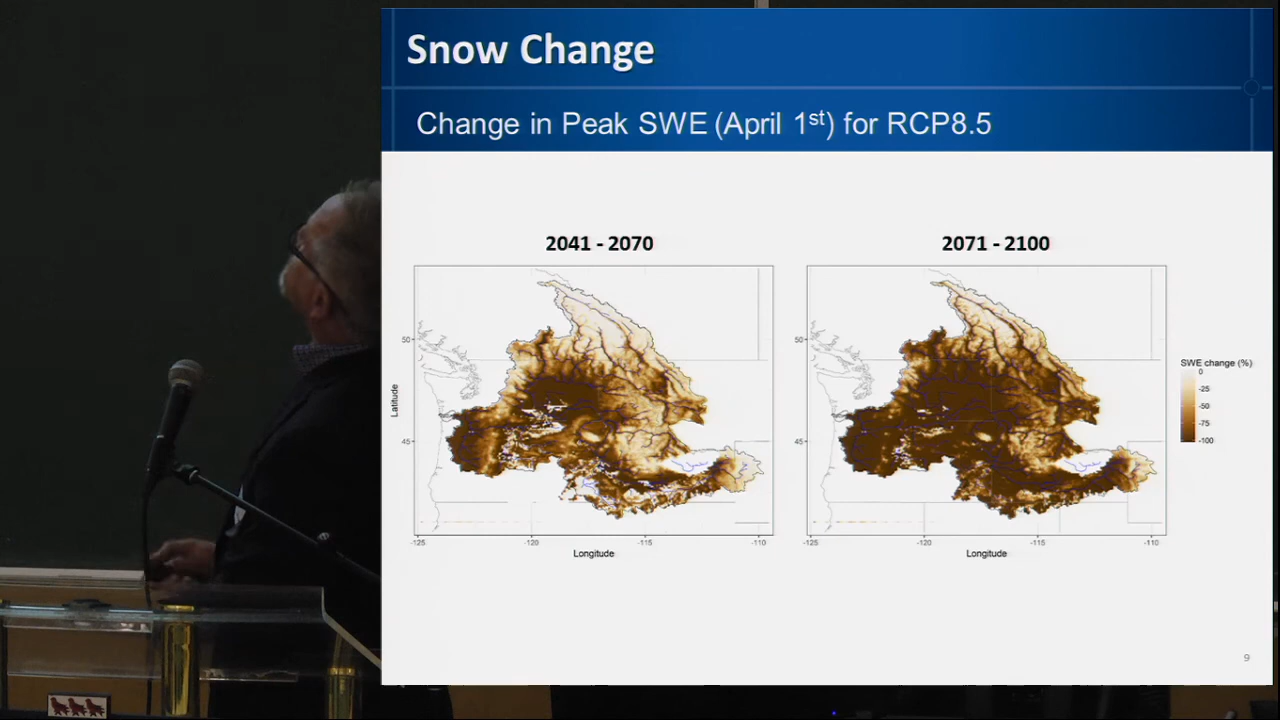 Snow Change
Change in Peak SWE (April 1st) for RCP8.5
2041 - 2070
2071 - 2100
SWE change (%)
0
-25
-50
-75
-100
Latitude
50
45
50
45
-125
-120
-115
-110
-125
-120
-115
-110
Longitude
Longitude
9